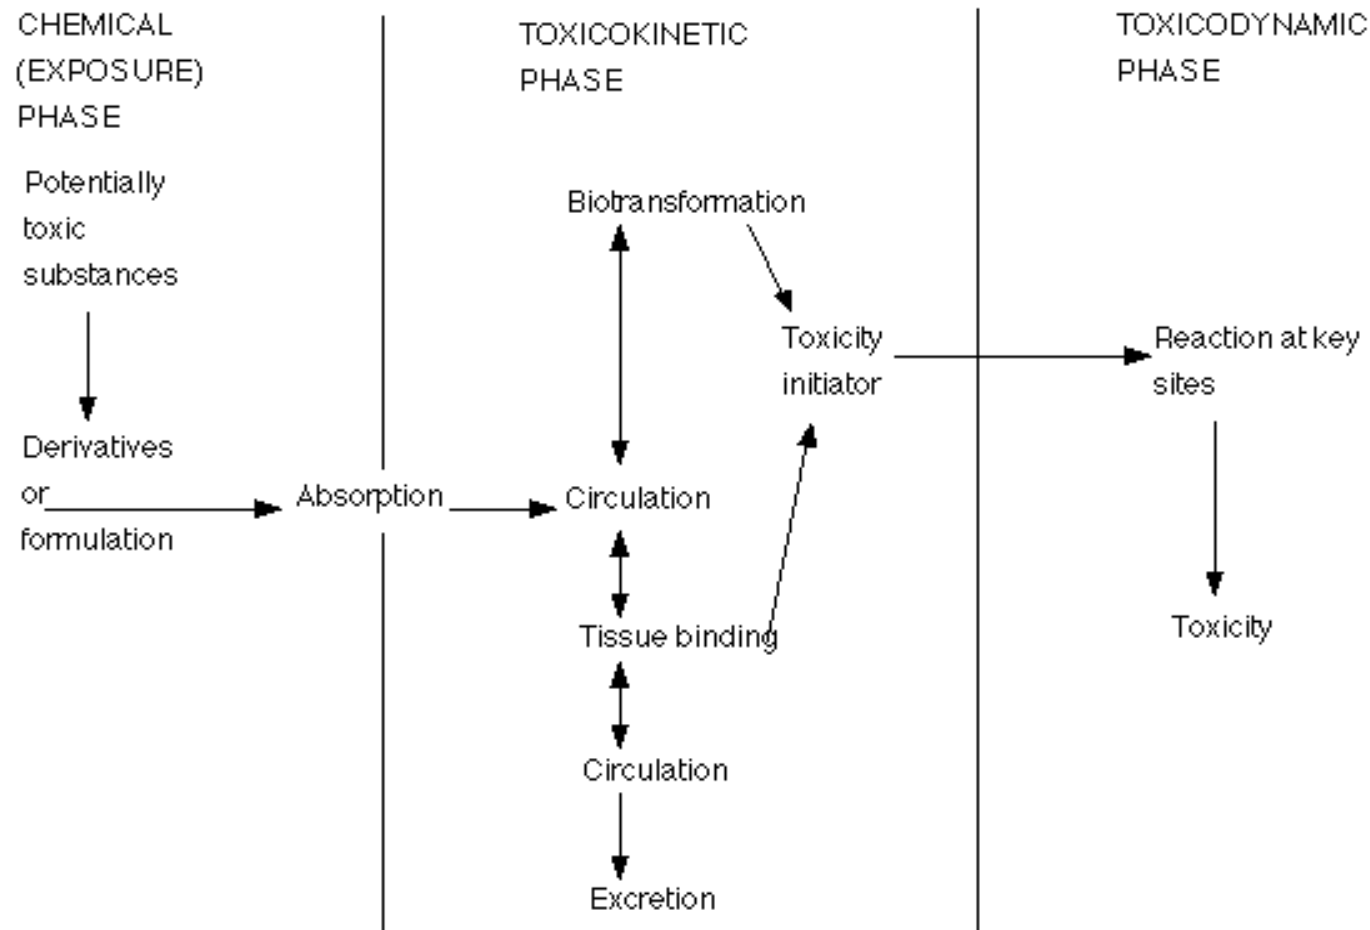 CHEMICAL
(EXPOSURE)
PHASE
Potentially
toxic
substances
Derivatives
or
formulation
Absorption
TOXICOKINETIC
PHASE
Biotransformation
Toxicity
initiator
Circulation
Tissue binding
Circulation
Excretion
TOXICODYNAMIC
PHASE
Reaction at key
sites
Toxicity